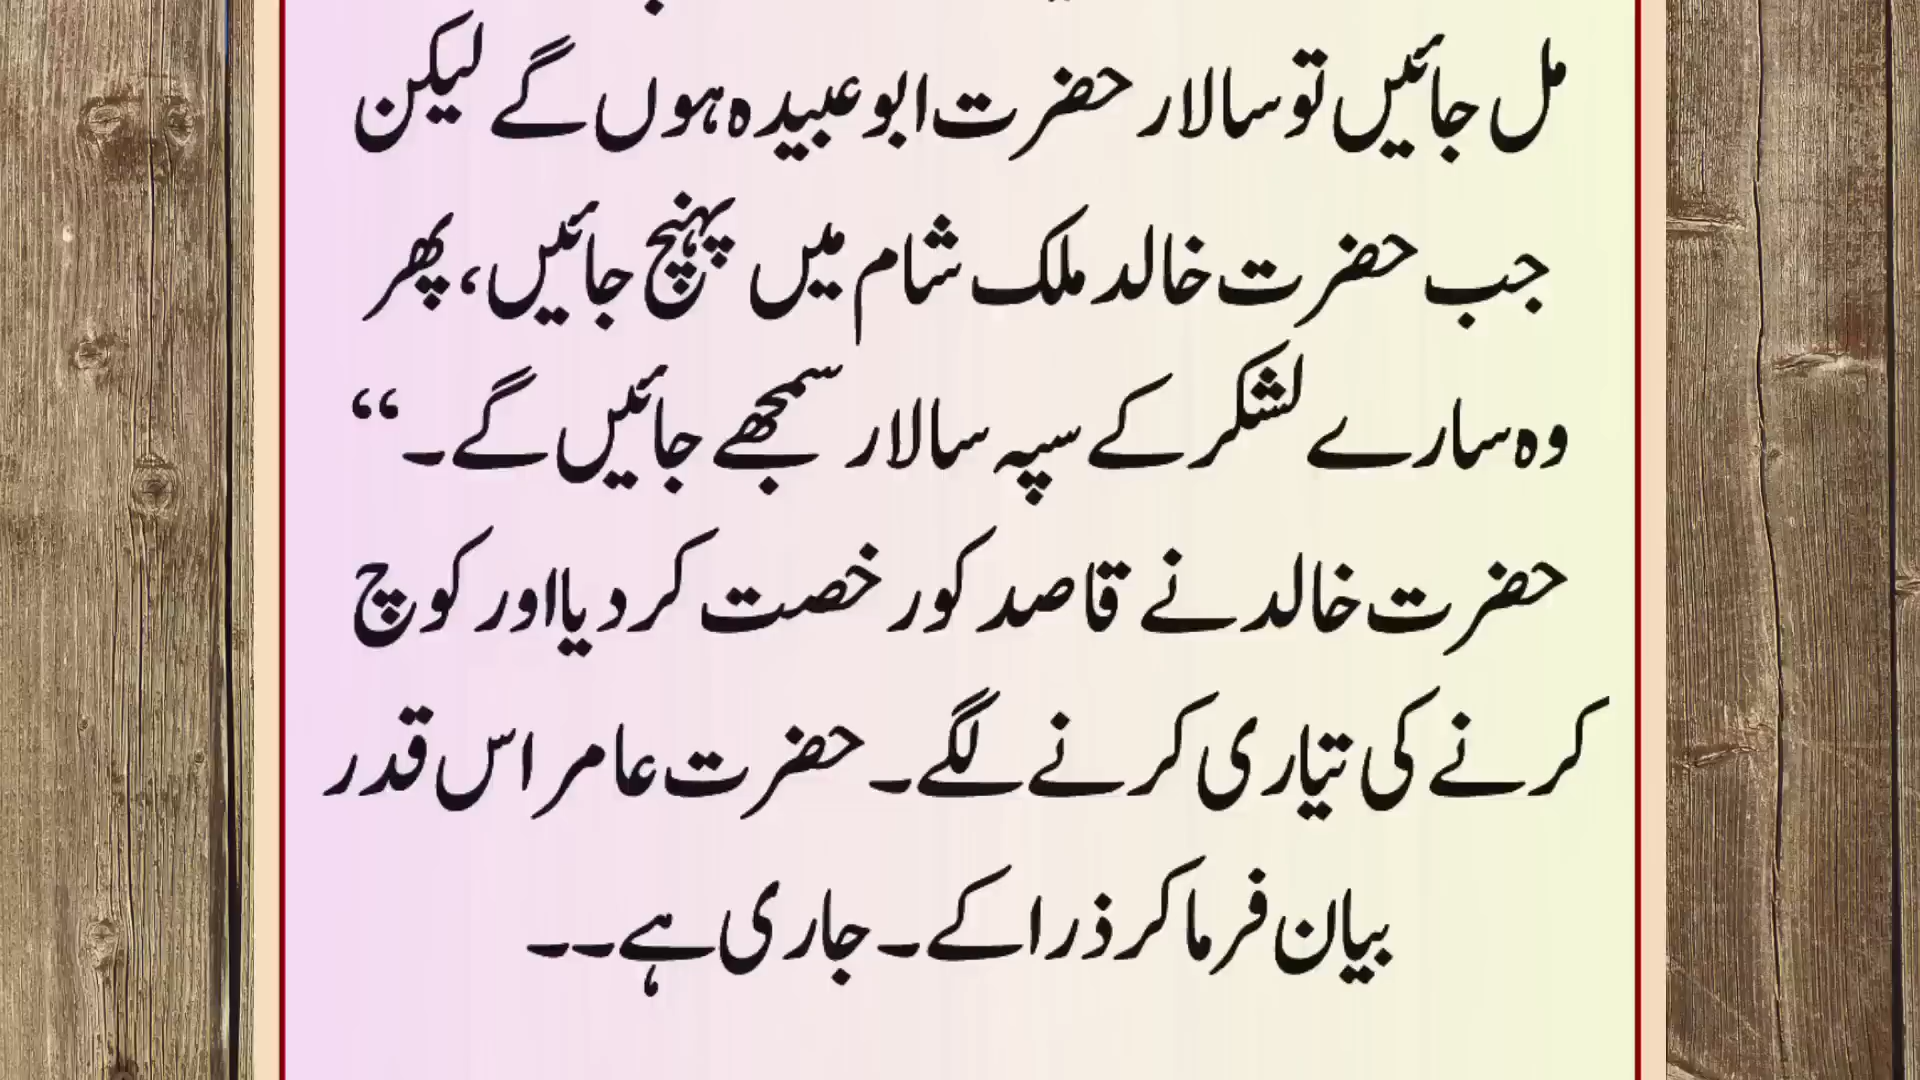 مل جائیں تو سالار حضرت ابو عبیدہ ہوں گے لیکن
جب حضرت خالد ملک شام میں پہنچ جائیں، پھر
وہ سارے لشکر کے سپہ سالار سمجھے جائیں گے۔“
حضرت خالد نے قاصد کو رخصت کر دیا اور کوچ
کرنے کی تیاری کرنے لگے۔ حضرت عامر اس قدر
بیان فرما کر ذرا کے۔ جاری ہے۔۔